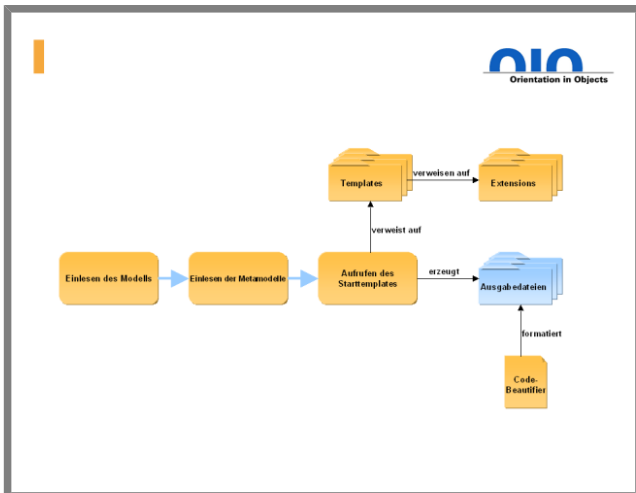 OIO
Orientation in Objects
Templates
verweisen auf
Extensions
verweist auf
Einlesen des Modells
Einlesen der Metamodelle
Aufrufen des
Starttemplates
erzeugt
Ausgabedateien
formatiert
Code-
Beautifier